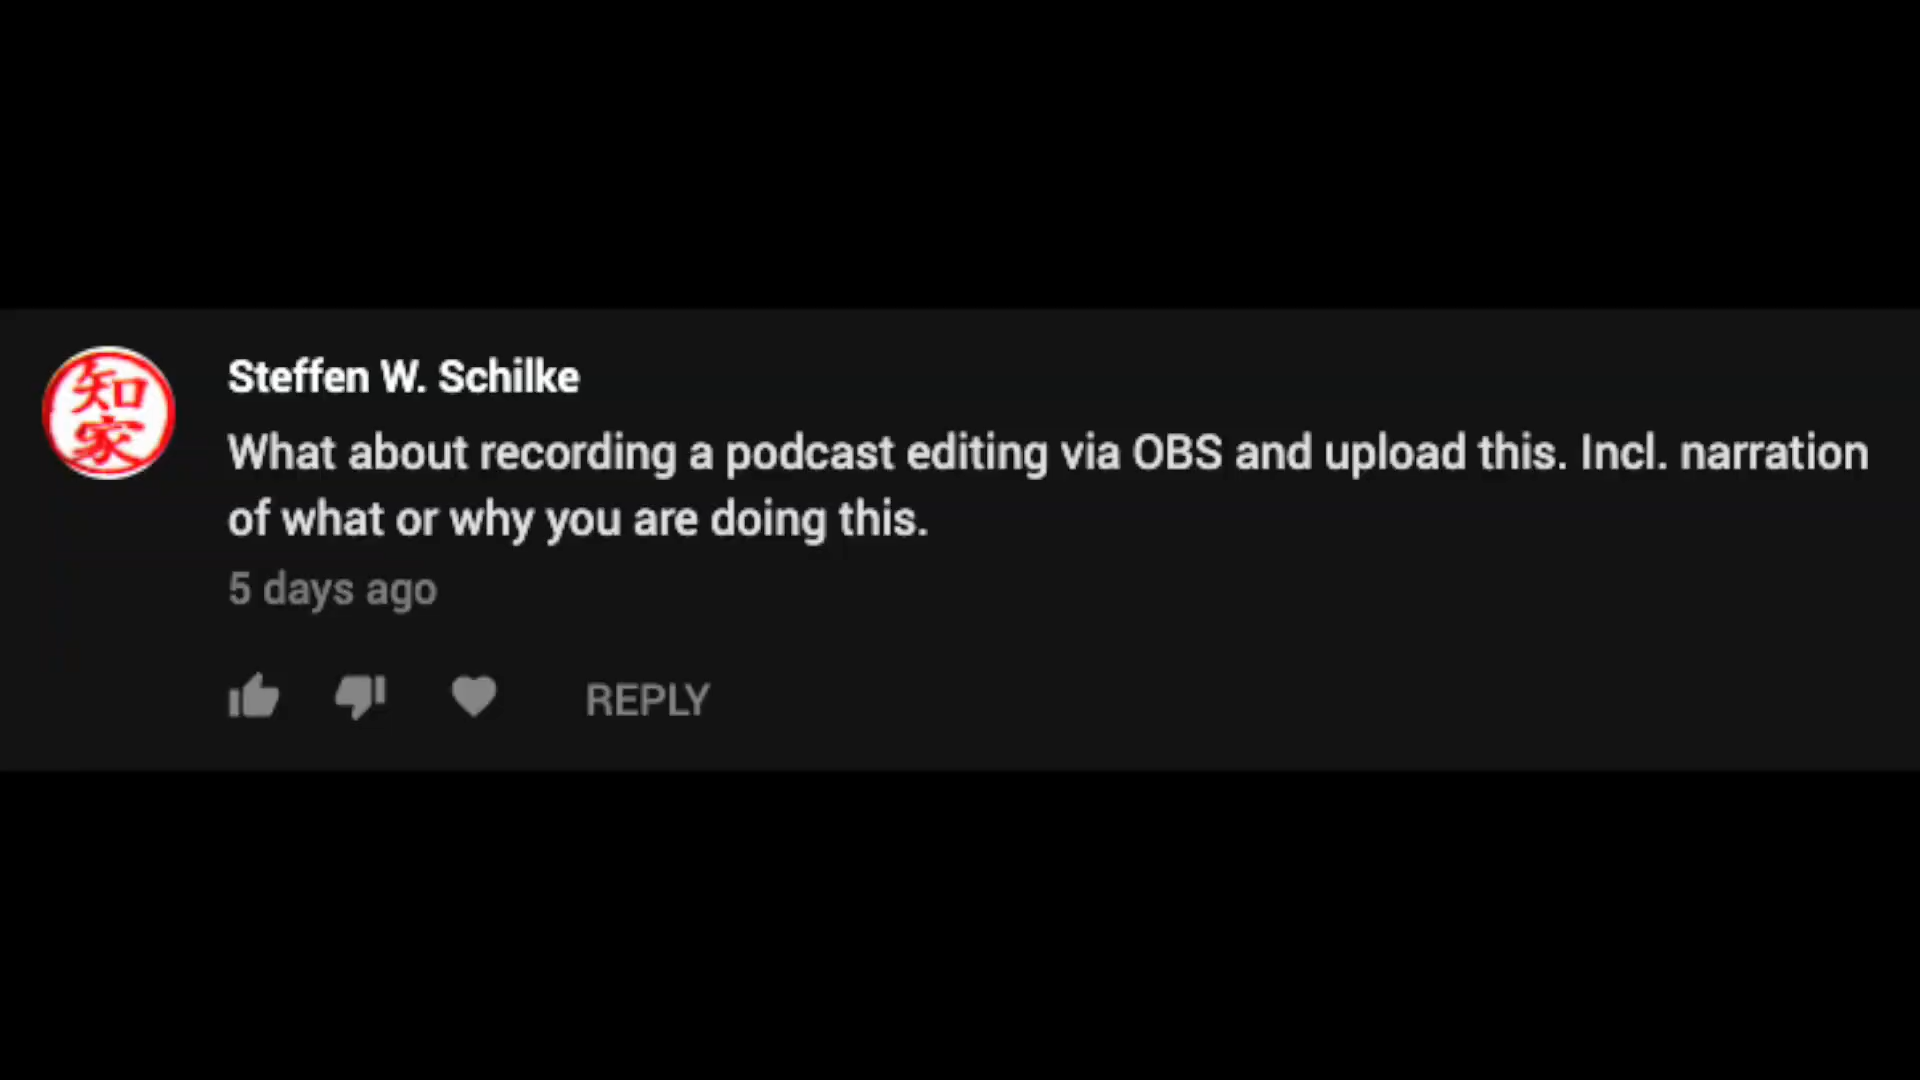 知
家
Steffen W. Schilke
What about recording a podcast editing via OBS and upload this. Incl. narration
of what or why you are doing this.
5 days ago
REPLY